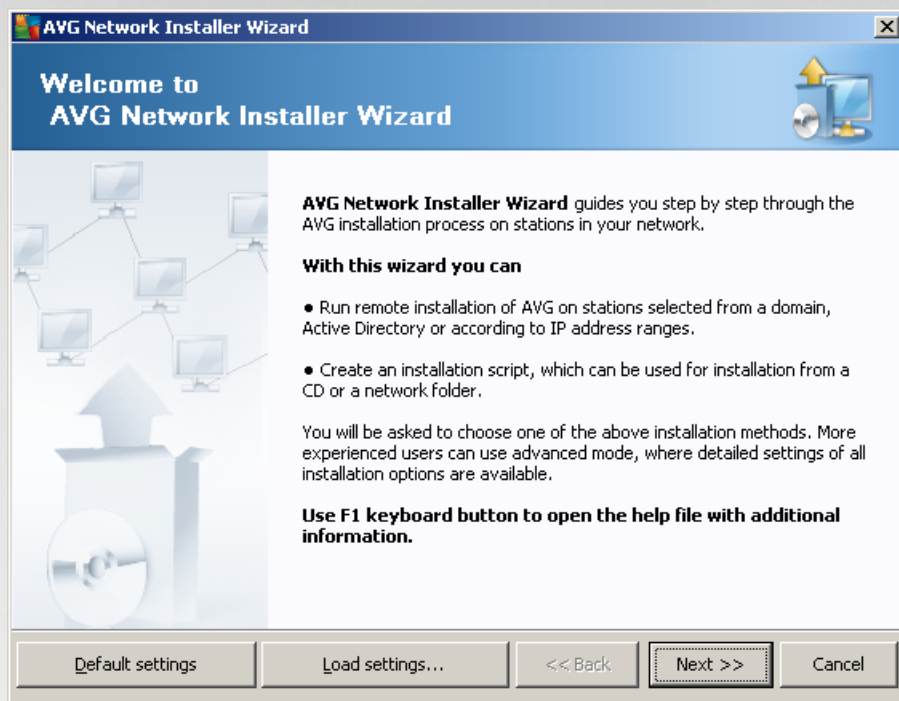 AVG Network Installer Wizard
Welcome to
AVG Network Installer Wizard
AVG Network Installer Wizard guides you step by step through the
AVG installation process on stations in your network.
With this wizard you can
● Run remote installation of AVG on stations selected from a domain,
Active Directory or according to IP address ranges.
● Create an installation script, which can be used for installation from a
CD or a network folder.
You will be asked to choose one of the above installation methods. More
experienced users can use advanced mode, where detailed settings of all
installation options are available.
Use F1 keyboard button to open the help file with additional
information.
Default settings
Load settings...
<< Back
Next >>
Cancel